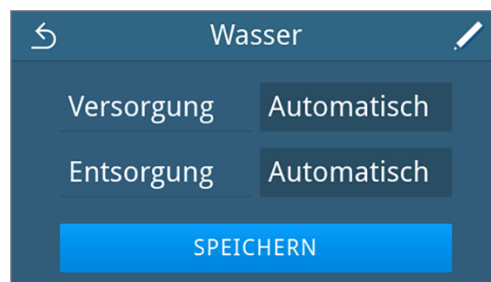 Wasser
Versorgung Automatisch
Entsorgung Automatisch
SPEICHERN